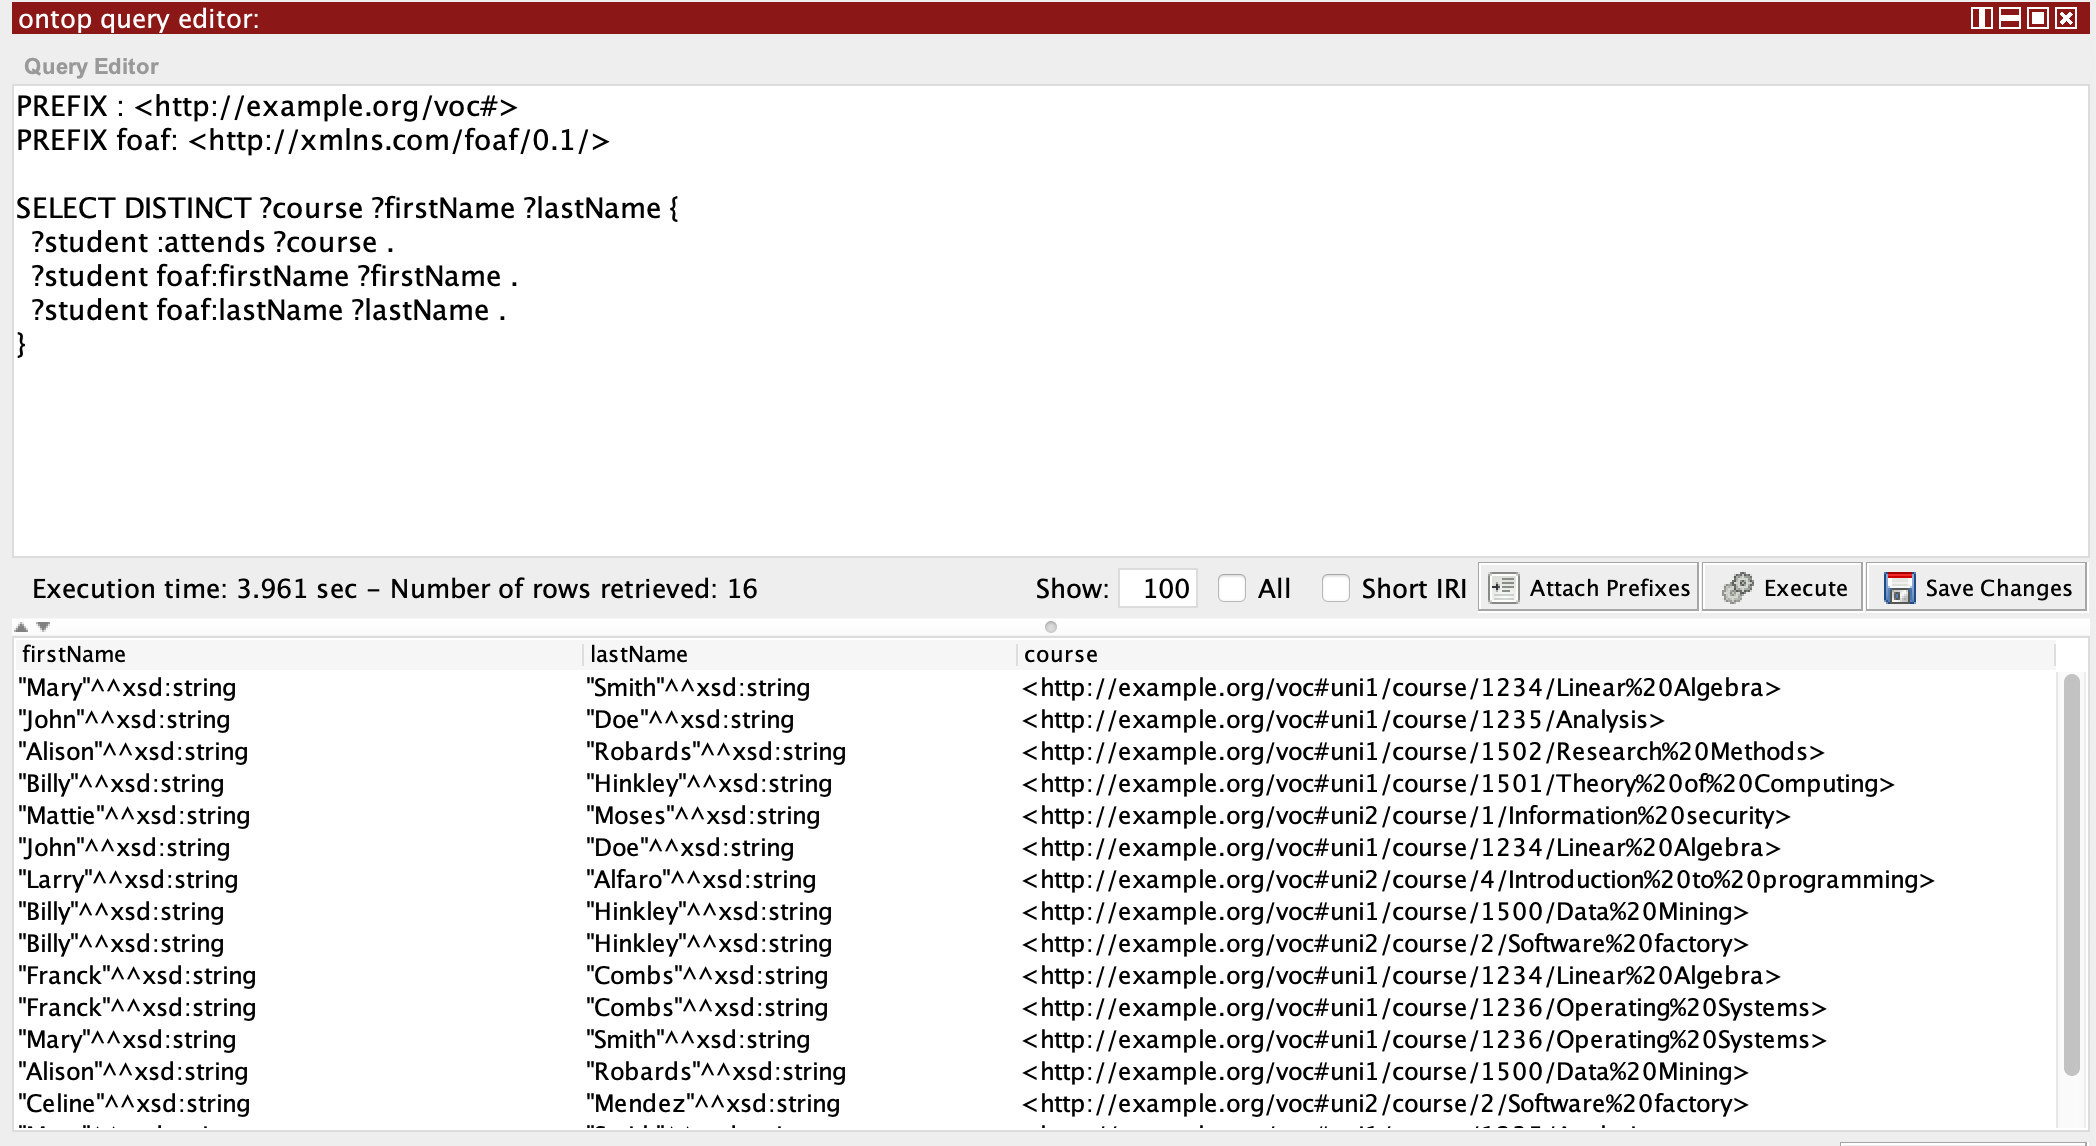 ontop query editor:
Query Editor
PREFIX : <http://example.org/voc#>
PREFIX foaf: <http://xmlns.com/foaf/0.1/>
SELECT DISTINCT ?course ?firstName ?lastName {
?student :attends ?course .
?student foaf:firstName ?firstName .
?student foaf:lastName ?lastName .
}
Execution time: 3.961 sec – Number of rows retrieved: 16 Show: 100 All Short IRI Attach Prefixes Execute Save Changes
firstName lastName course
"Mary"^^xsd:string "Smith"^^xsd:string <http://example.org/voc#uni1/course/1234/Linear%20Algebra>
"John"^^xsd:string "Doe"^^xsd:string <http://example.org/voc#uni1/course/1235/Analysis>
"Alison"^^xsd:string "Robards"^^xsd:string <http://example.org/voc#uni1/course/1502/Research%20Methods>
"Billy"^^xsd:string "Hinkley"^^xsd:string <http://example.org/voc#uni1/course/1501/Theory%20of%20Computing>
"Mattie"^^xsd:string "Moses"^^xsd:string <http://example.org/voc#uni2/course/1/Information%20security>
"John"^^xsd:string "Doe"^^xsd:string <http://example.org/voc#uni1/course/1234/Linear%20Algebra>
"Larry"^^xsd:string "Alfaro"^^xsd:string <http://example.org/voc#uni2/course/4/Introduction%20to%20programming>
"Billy"^^xsd:string "Hinkley"^^xsd:string <http://example.org/voc#uni1/course/1500/Data%20Mining>
"Billy"^^xsd:string "Hinkley"^^xsd:string <http://example.org/voc#uni2/course/2/Software%20factory>
"Franck"^^xsd:string "Combs"^^xsd:string <http://example.org/voc#uni1/course/1234/Linear%20Algebra>
"Franck"^^xsd:string "Combs"^^xsd:string <http://example.org/voc#uni1/course/1236/Operating%20Systems>
"Mary"^^xsd:string "Smith"^^xsd:string <http://example.org/voc#uni1/course/1236/Operating%20Systems>
"Alison"^^xsd:string "Robards"^^xsd:string <http://example.org/voc#uni1/course/1500/Data%20Mining>
"Celine"^^xsd:string "Mendez"^^xsd:string <http://example.org/voc#uni2/course/2/Software%20factory>